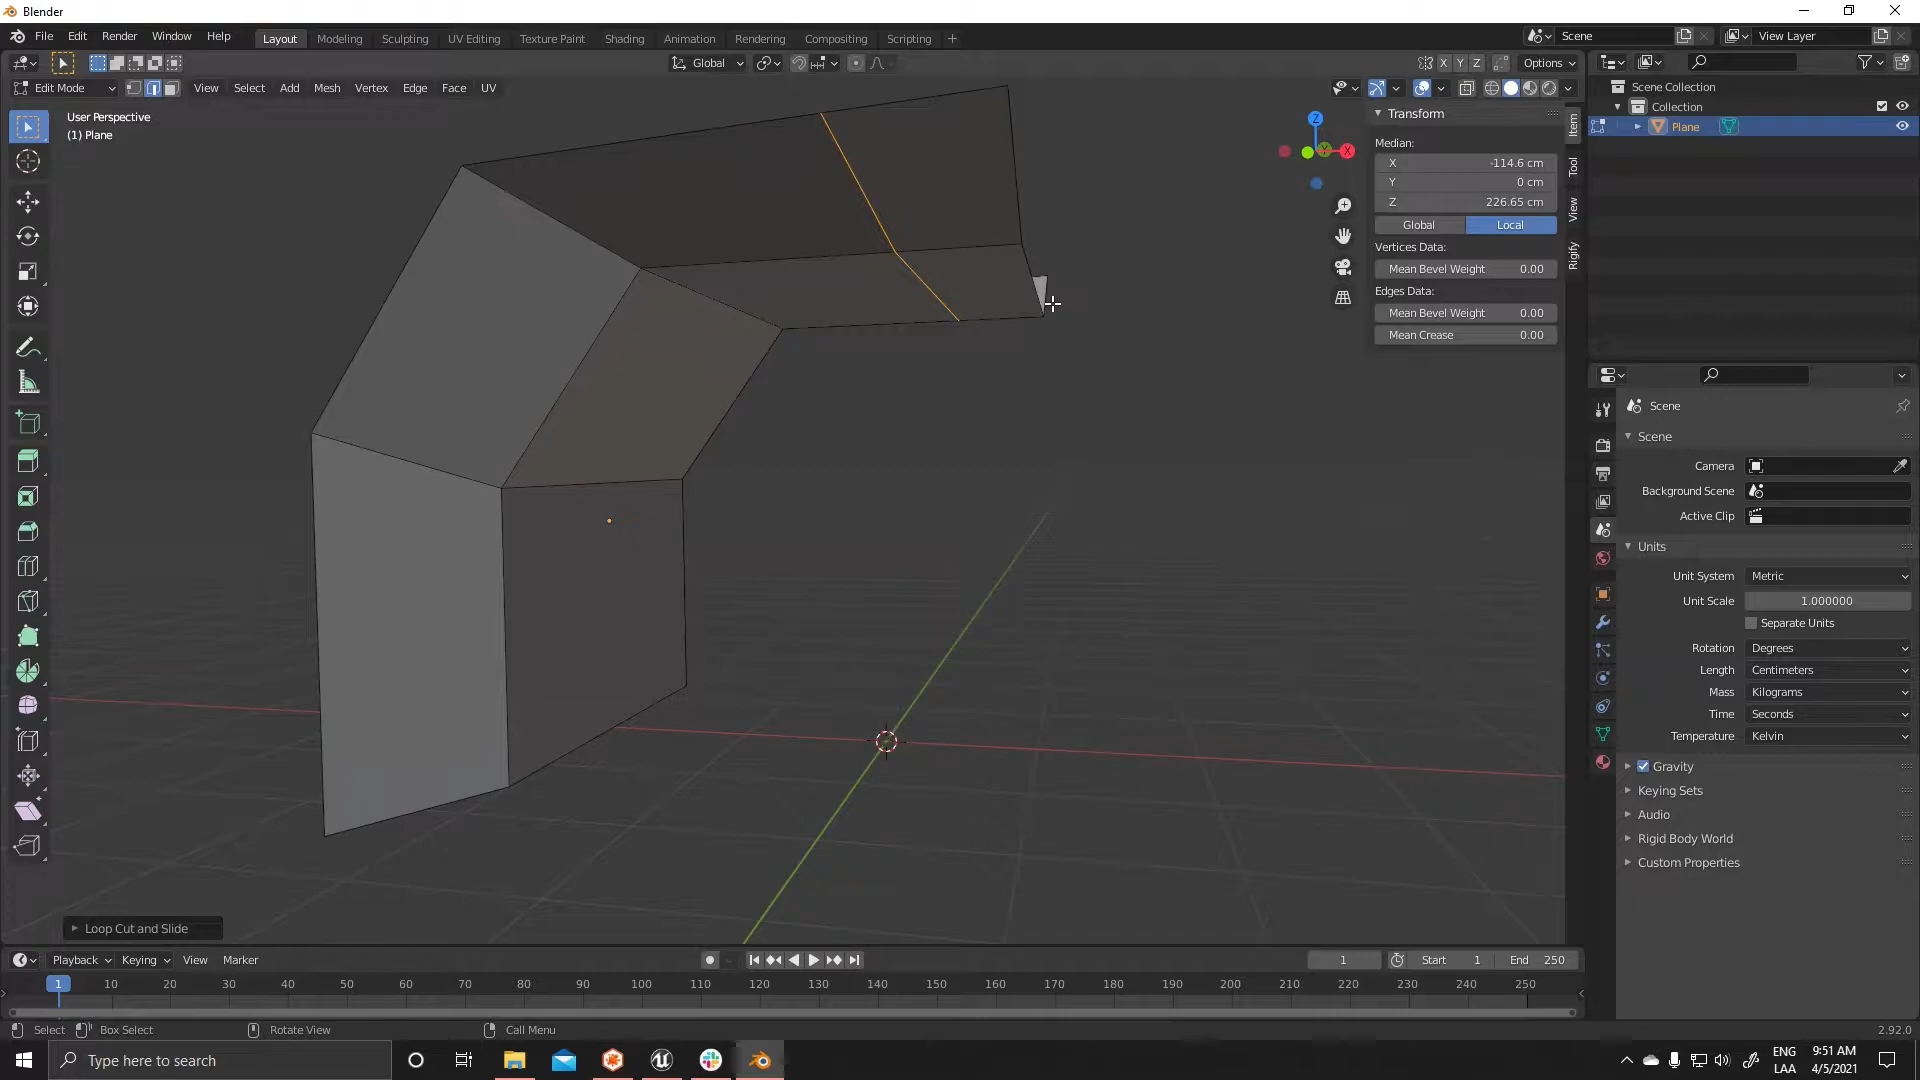 Blender
File Edit Render Window Help Layout Modeling Sculpting UV Editing Texture Paint Shading Animation Rendering Compositing Scripting + Scene View Layer
Global X Y Z Options
Edit Mode View Select Add Mesh Vertex Edge Face UV
User Perspective
(1) Plane
Z
X
Transform
Median:
X -114.6 cm
Y 0 cm
Z 226.65 cm
Global Local
Vertices Data:
Mean Bevel Weight 0.00
Edges Data:
Mean Bevel Weight 0.00
Mean Crease 0.00
Item
Tool
View
Rigify
Scene Collection
Collection
Plane
Scene
Scene
Camera
Background Scene
Active Clip
Units
Unit System Metric
Unit Scale 1.000000
Separate Units
Rotation Degrees
Length Centimeters
Mass Kilograms
Time Seconds
Temperature Kelvin
Gravity
Keying Sets
Audio
Rigid Body World
Custom Properties
Loop Cut and Slide
Playback Keying View Marker 1 Start 1 End 250
1 10 20 30 40 50 60 70 80 90 100 110 120 130 140 150 160 170 180 190 200 210 220 230 240 250
Select Box Select Rotate View Call Menu 2.92.0
Type here to search
ENG
LAA
9:51 AM
4/5/2021